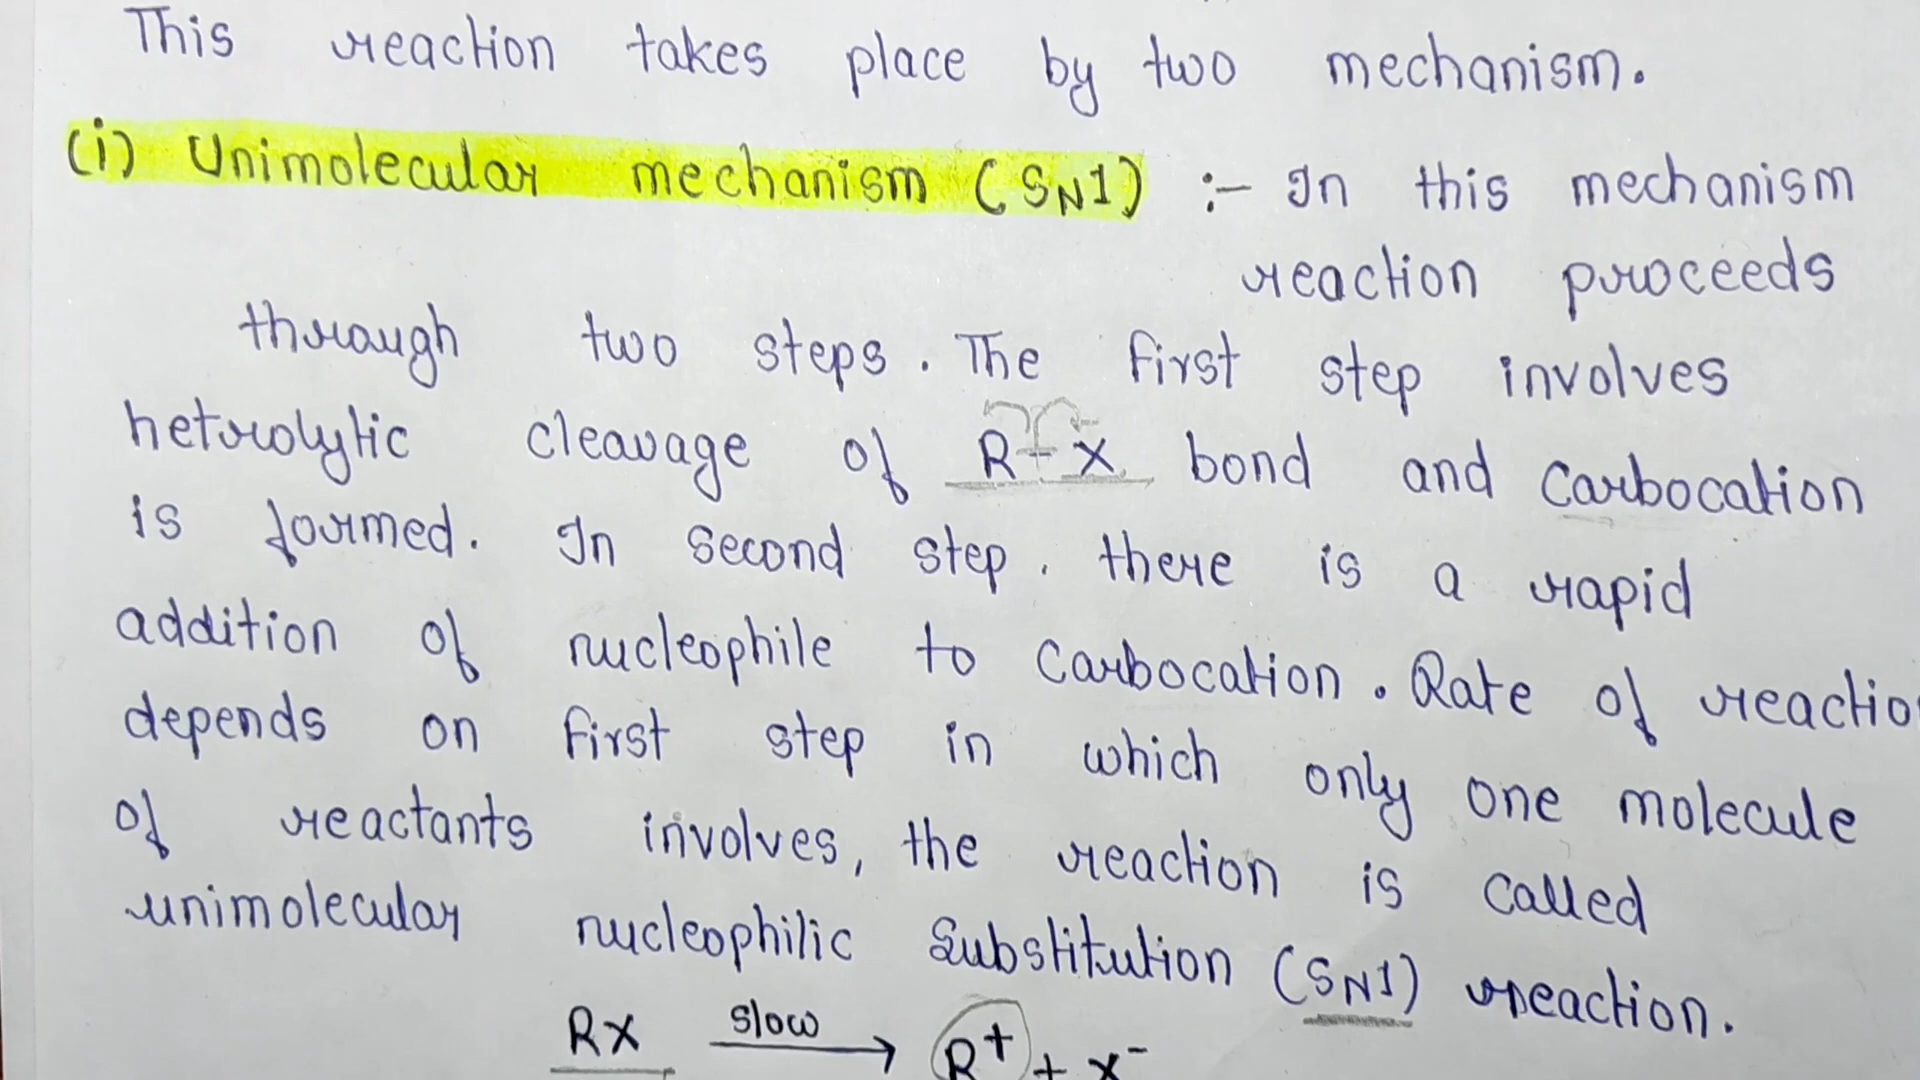 This reaction takes place by two mechanism.
(i) Unimolecular mechanism (SN1) :- In this mechanism
reaction proceeds
through two steps. The first step involves
hetrolytic cleavage of R-X bond and carbocation
is formed. In second step. there is a rapid
addition of nucleophile to carbocation. Rate of reactio
depends on first step in which only one molecule
of reactants involves, the reaction is called
unimolecular nucleophilic substitution (SN1) reaction.
RX slow → R+ + X-